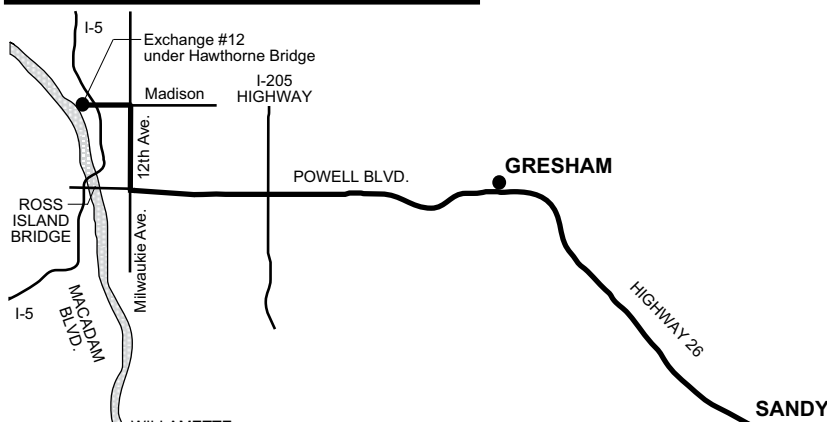 I-5
Exchange #12
under Hawthorne Bridge
I-205
HIGHWAY
Madison
12th Ave.
POWELL BLVD.
GRESHAM
ROSS
ISLAND
BRIDGE
Milwaukie Ave.
I-5
MACADAM
BLVD.
HIGHWAY 26
SANDY
WILLAMETTE